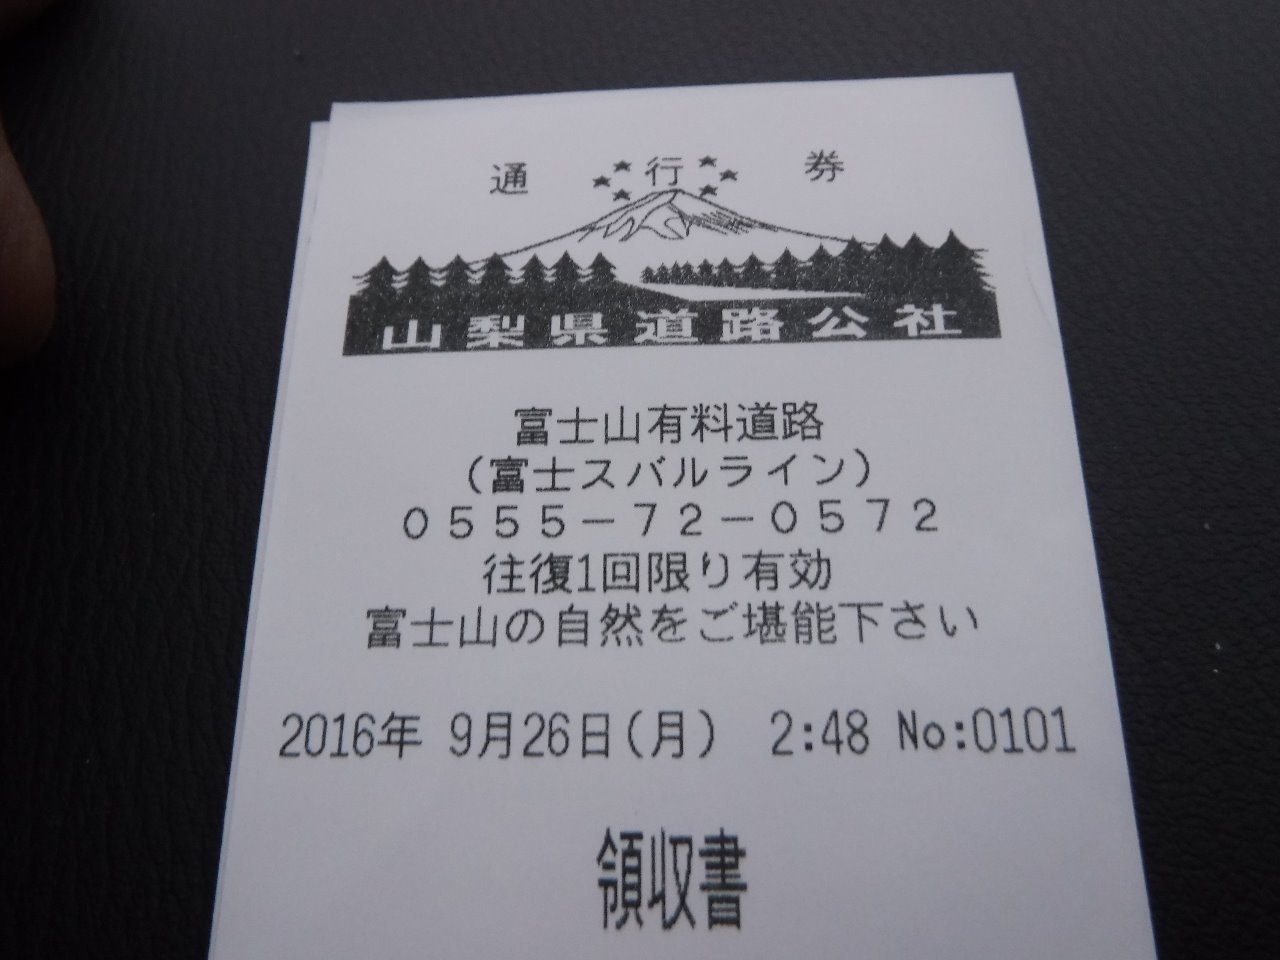 通行券
山梨県道路公社
富士山有料道路
（富士スバルライン）
０５５５－７２－０５７２
往復1回限り有効
富士山の自然をご堪能下さい
2016年 9月26日(月) 2:48 No:0101
領収書